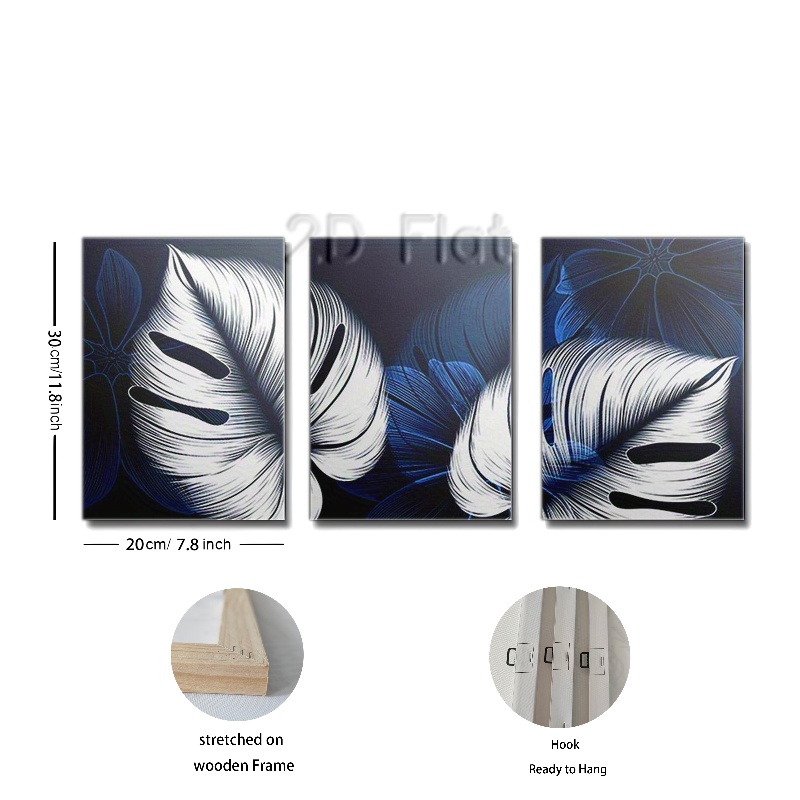 2D Flat
30cm/11.8inch
20cm/ 7.8 inch
stretched on
wooden Frame
Hook
Ready to Hang